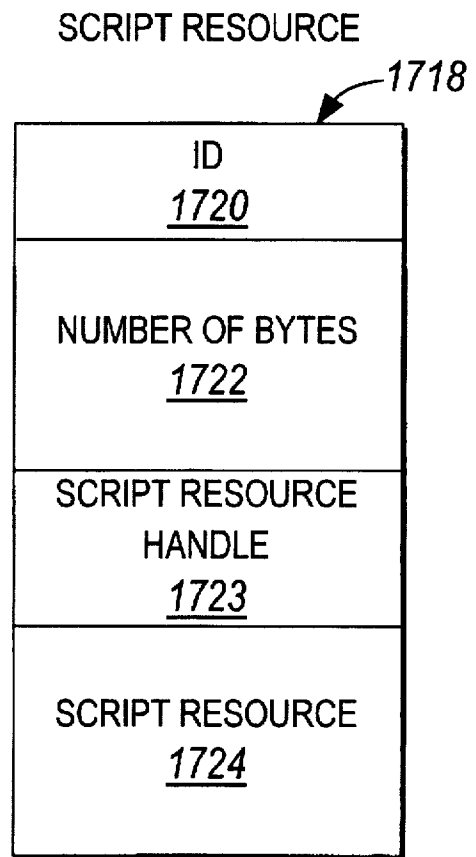 SCRIPT RESOURCE
1718
ID
1720
NUMBER OF BYTES
1722
SCRIPT RESOURCE
HANDLE
1723
SCRIPT RESOURCE
1724